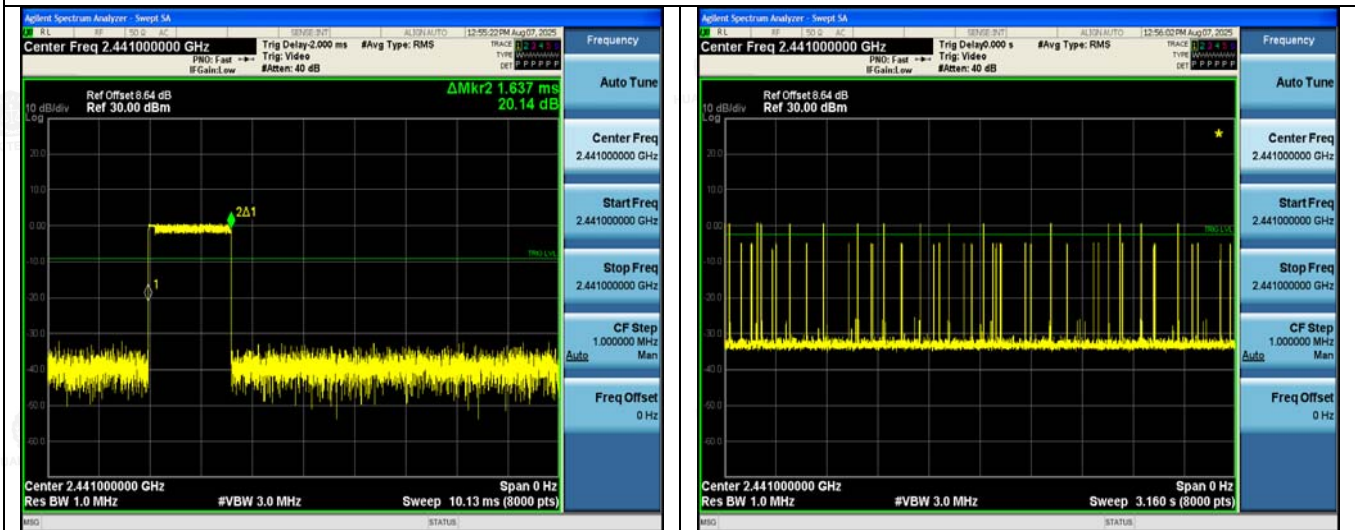 Agilent Spectrum Analyzer - Swept SA
RL RF 50 Ω AC SENSE:INT ALIGN AUTO 12:55:22 PM Aug 07, 2025
Center Freq 2.441000000 GHz
PNO: Fast
IFGain:Low
Trig Delay-2.000 ms
Trig: Video
#Atten: 40 dB
#Avg Type: RMS
TRACE 1 2 3 4 5 6
TYPE
DET P P P P P P
ΔMkr2 1.637 ms
20.14 dB
Ref Offset 8.64 dB
10 dB/div Ref 30.00 dBm
Log
20.0
10.0
0.00
-10.0
-20.0
-30.0
-40.0
-50.0
-60.0
2Δ1
1
TRIG LVL
Center 2.441000000 GHz Span 0 Hz
Res BW 1.0 MHz #VBW 3.0 MHz Sweep 10.13 ms (8000 pts)
MSG STATUS
Frequency
Auto Tune
Center Freq
2.441000000 GHz
Start Freq
2.441000000 GHz
Stop Freq
2.441000000 GHz
CF Step
1.000000 MHz
Auto Man
Freq Offset
0 Hz
Agilent Spectrum Analyzer - Swept SA
RL RF 50 Ω AC SENSE:INT ALIGN AUTO 12:56:02 PM Aug 07, 2025
Center Freq 2.441000000 GHz
PNO: Fast
IFGain:Low
Trig Delay0.000 s
Trig: Video
#Atten: 40 dB
#Avg Type: RMS
TRACE 1 2 3 4 5 6
TYPE
DET P P P P P P
Ref Offset 8.64 dB
10 dB/div Ref 30.00 dBm
Log
20.0
10.0
0.00
-10.0
-20.0
-30.0
-40.0
-50.0
-60.0
*
TRIG LVL
Center 2.441000000 GHz Span 0 Hz
Res BW 1.0 MHz #VBW 3.0 MHz Sweep 3.160 s (8000 pts)
MSG STATUS
Frequency
Auto Tune
Center Freq
2.441000000 GHz
Start Freq
2.441000000 GHz
Stop Freq
2.441000000 GHz
CF Step
1.000000 MHz
Auto Man
Freq Offset
0 Hz